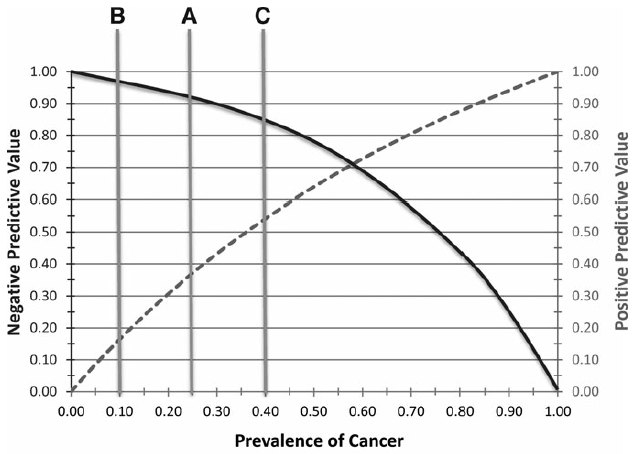 B A C
1.00 1.00
0.90 0.90
0.80 0.80
0.70 0.70
0.60 0.60
0.50 0.50
0.40 0.40
0.30 0.30
0.20 0.20
0.10 0.10
0.00 0.00
0.00 0.10 0.20 0.30 0.40 0.50 0.60 0.70 0.80 0.90 1.00
Negative Predictive Value
Positive Predictive Value
Prevalence of Cancer